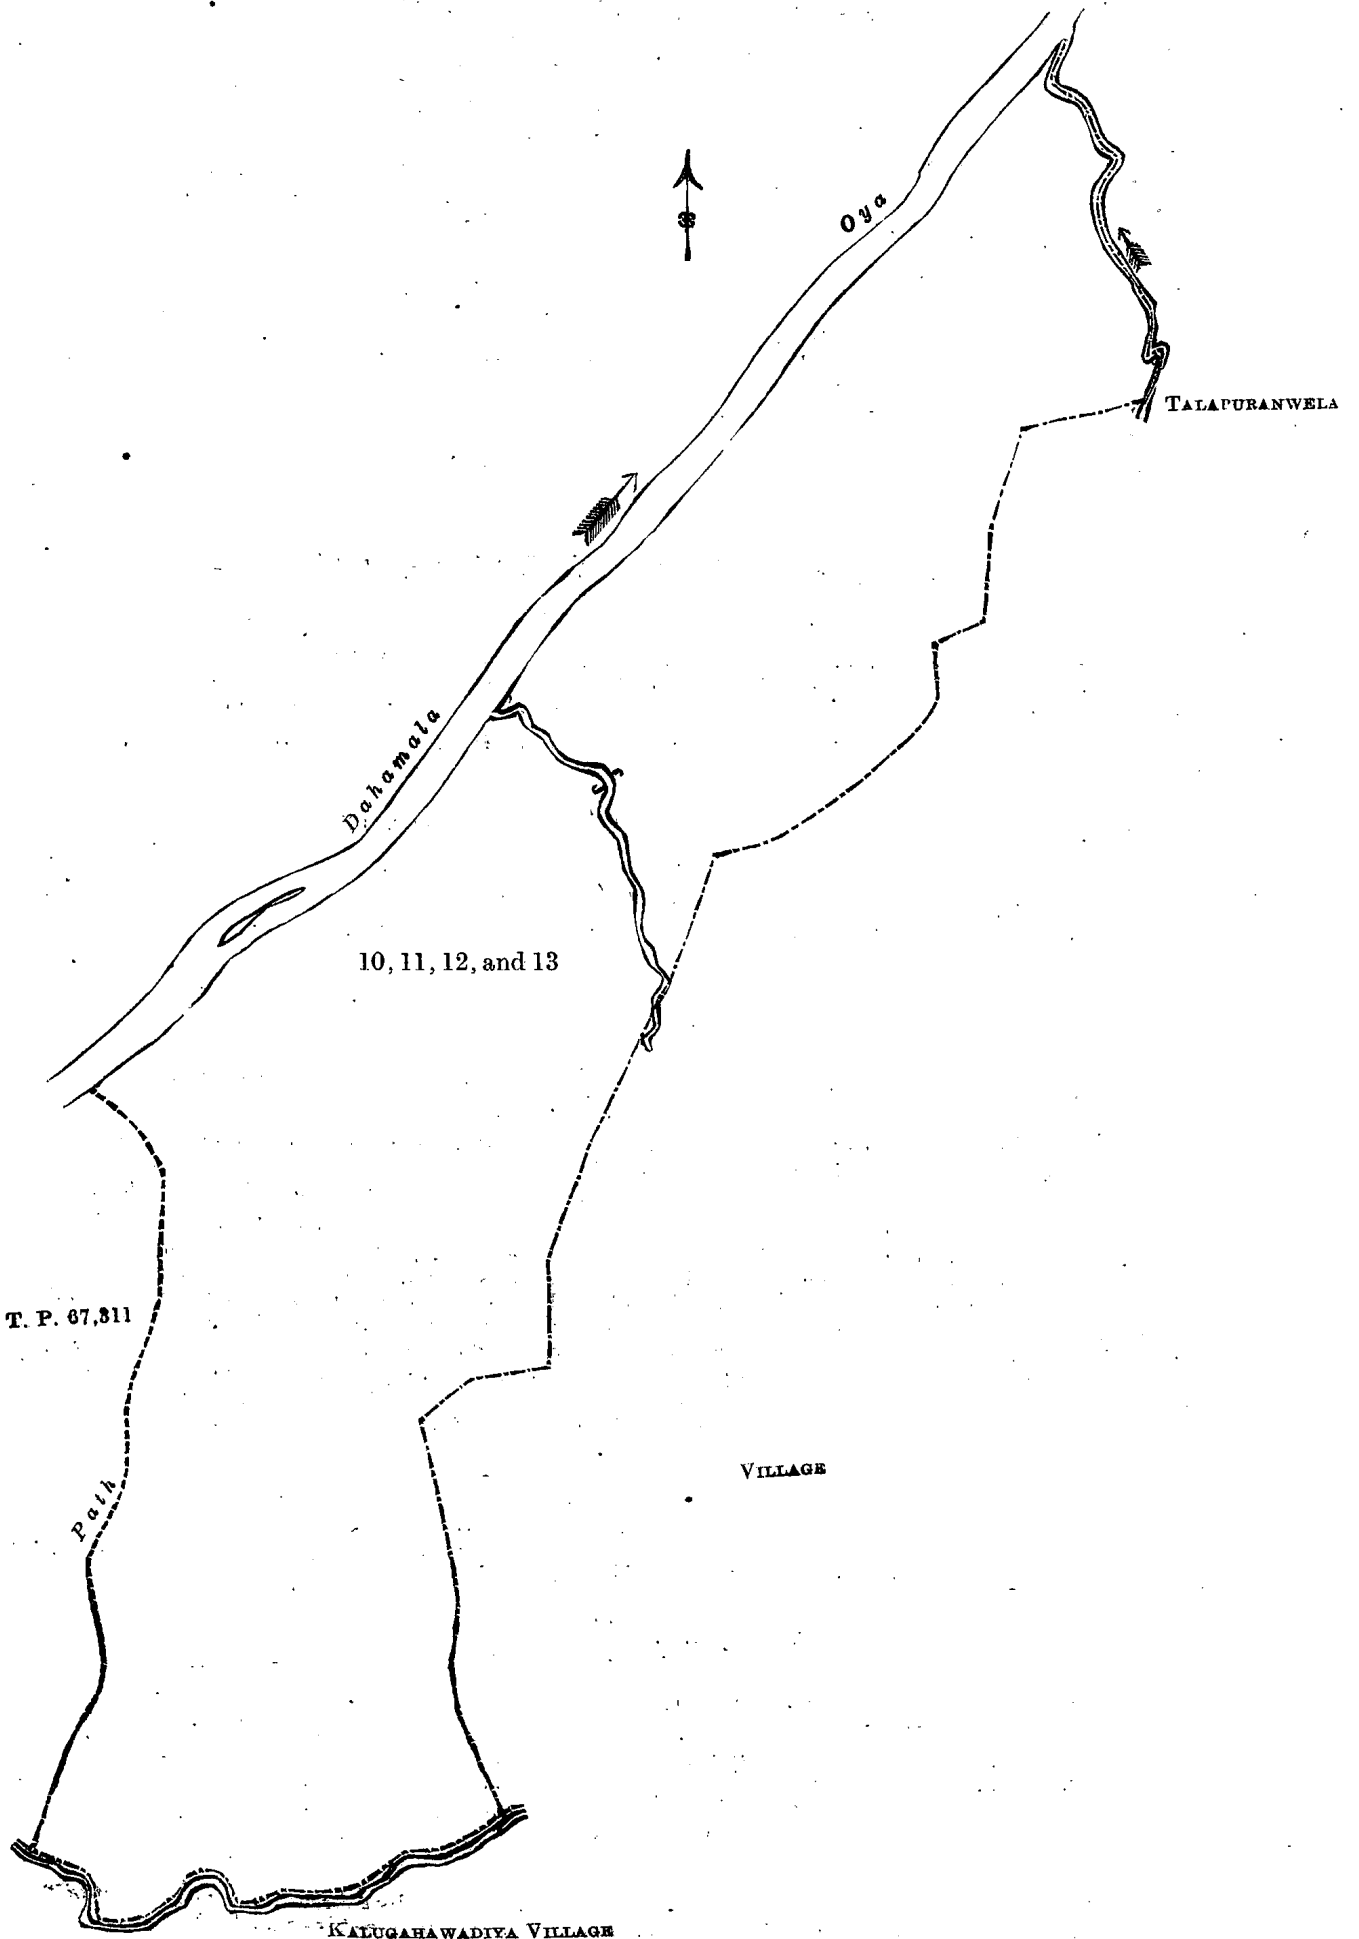 Oya
TALAPURANWELA
Dahamala
10, 11, 12, and 13
T. P. 67,311
Path
VILLAGE
KALUGAHAWADIYA VILLAGE